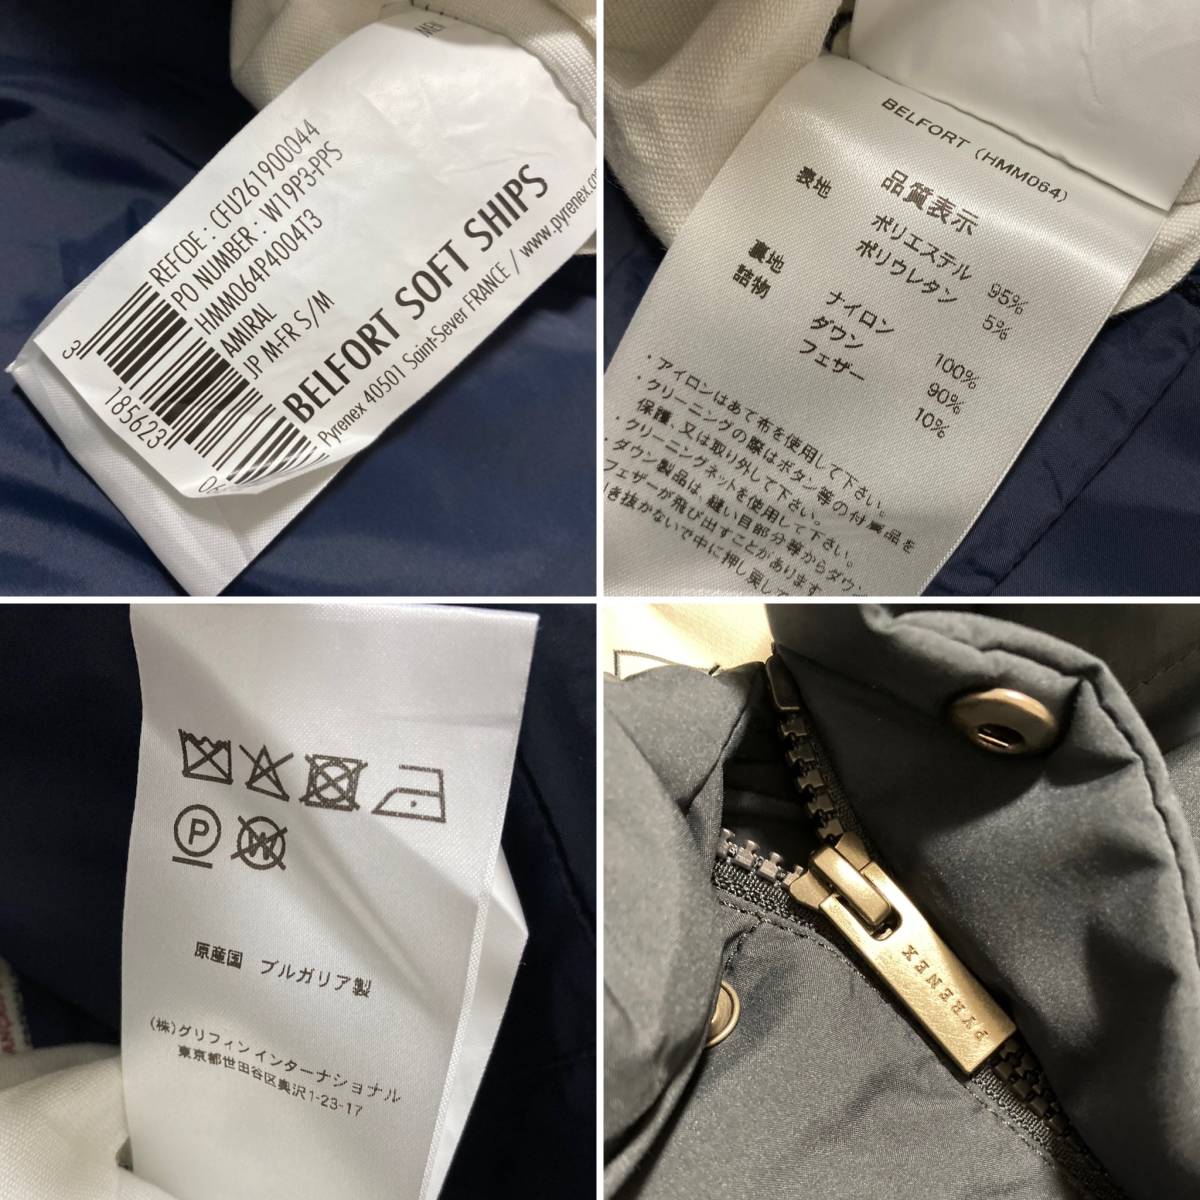 REFCDE : CFU261900044
PO NUMBER : W19P3-PPS
HMM064P4004T3
AMIRAL
JP M-FR S/M
BELFORT SOFT SHIPS
Pyrenex 40501 Saint-Sever FRANCE / www.pyrenex.co
3
185623
BELFORT (HMM064)
品質表示
表地 ポリエステル 95%
ポリウレタン 5%
裏地 ナイロン 100%
詰物 ダウン 90%
フェザー 10%
・アイロンはあて布を使用して下さい。
・クリーニングの際はボタン等の付属品を
保護、又は取り外して下さい。
・クリーニングネットを使用して下さい。
・ダウン製品は、縫い目部分等からダウン
フェザーが飛び出すことがあります
き抜かないで中に押し戻して
P
W
原産国 ブルガリア製
(株)グリフィンインターナショナル
東京都世田谷区奥沢1-23-17
PYRENEX